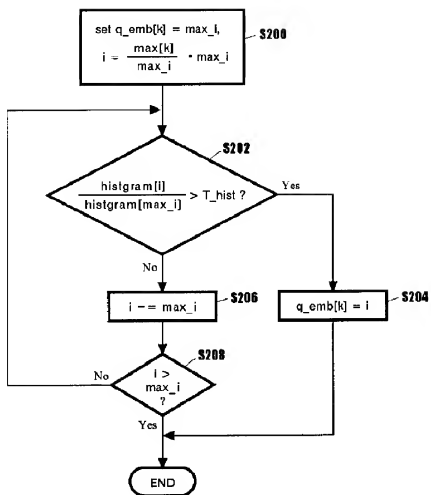 set q_emb[k] = max_i,
i = max[k] / max_i · max_i
S200
S202
histgram[i] / histgram[max_i] > T_hist ?
Yes
No
i -= max_i
S206
q_emb[k] = i
S204
S208
No
i >
max_i
?
Yes
END